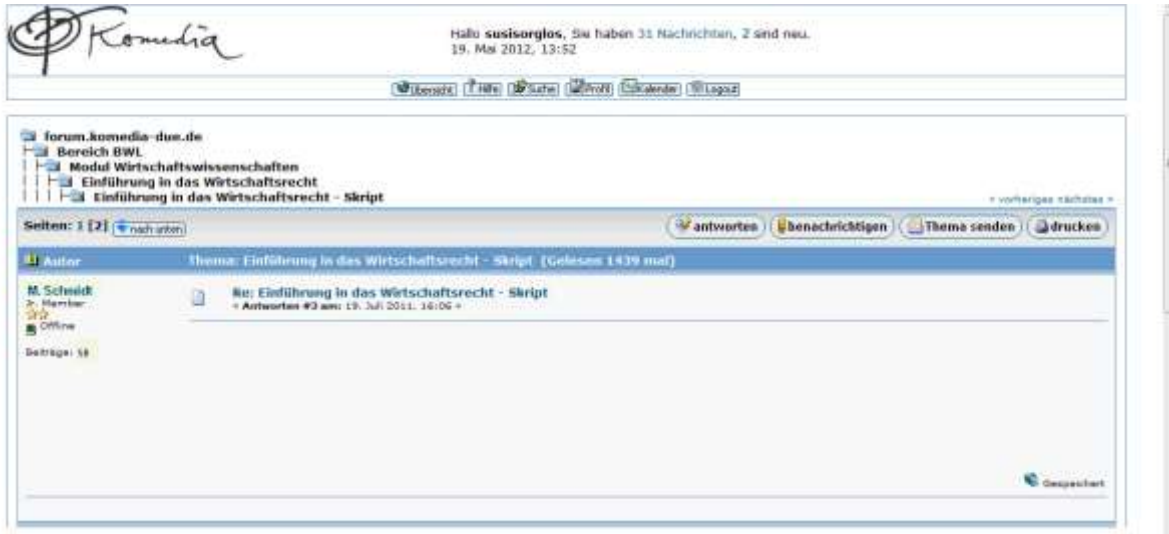 Komedia
Hallo susisorglos, Sie haben 31 Nachrichten, 2 sind neu.
19. Mai 2012, 13:52
Übersicht Hilfe Suche Profil Kalender Logout
forum.komedia-due.de
Bereich BWL
Modul Wirtschaftswissenschaften
Einführung in das Wirtschaftsrecht
Einführung in das Wirtschaftsrecht - Skript
« vorheriges nächstes »
Seiten: 1 [2] nach unten
antworten benachrichtigen Thema senden drucken
Autor Thema: Einführung in das Wirtschaftsrecht - Skript (Gelesen 1439 mal)
M. Schmidt
Jr. Member
Offline
Beiträge: 58
Re: Einführung in das Wirtschaftsrecht - Skript
« Antworten #3 am: 19. Juli 2011, 16:06 »
Gespeichert